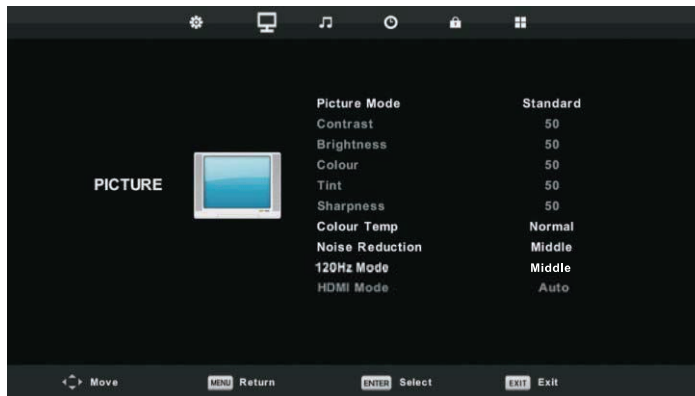 PICTURE
Picture Mode Standard
Contrast 50
Brightness 50
Colour 50
Tint 50
Sharpness 50
Colour Temp Normal
Noise Reduction Middle
120Hz Mode Middle
HDMI Mode Auto
Move MENU Return ENTER Select EXIT Exit